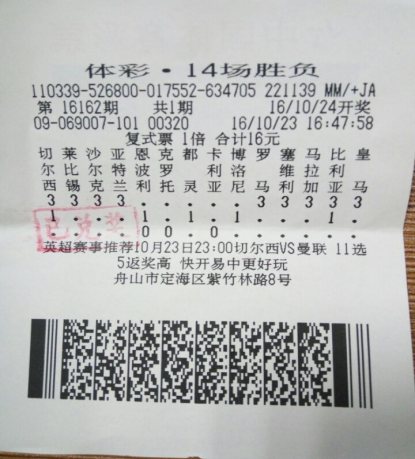 体彩·14场胜负
110339-526800-017552-634705 221139 MM/+JA
第 16162期 共1期 16/10/24开奖
09-069007-101 00320 16/10/23 16:47:58
复式票 1倍 合计16元
切 莱 沙 亚 恩 克 都 卡 博 罗 塞 马 比 皇
尔 比 尔 特 波 罗 利 洛 维 拉 利
西 锡 克 兰 利 托 灵 亚 尼 马 利 加 亚 马
3 3 3 3 . . . . . 3 3 3 3 3
1 . . . 1 . 1 . 1 . . . 1 .
. . . . 0 0 . 0 . . . . . .
已兑奖
英超赛事推荐10月23日23:00切尔西VS曼联 11选
5返奖高 快开易中更好玩
舟山市定海区紫竹林路8号